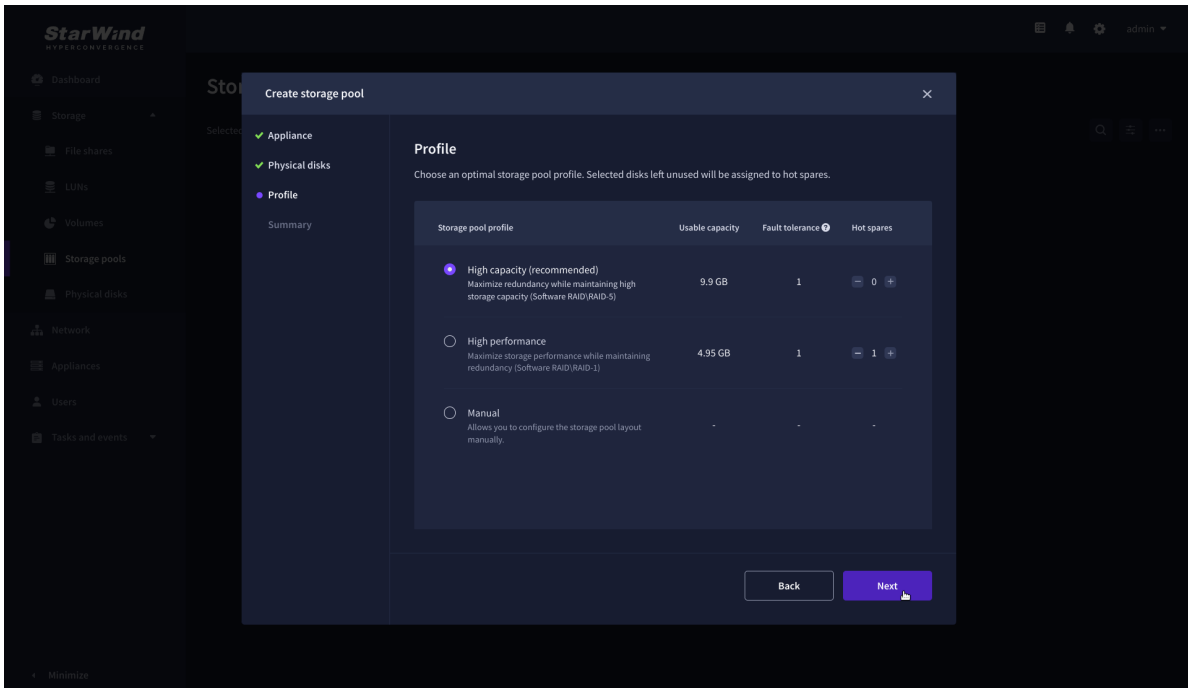 StarWind
HYPERCONVERGENCE
admin
Dashboard
Storage
File shares
LUNs
Volumes
Storage pools
Physical disks
Network
Appliances
Users
Tasks and events
Minimize
Stor
Selected
Create storage pool
Appliance
Physical disks
Profile
Summary
Profile
Choose an optimal storage pool profile. Selected disks left unused will be assigned to hot spares.
Storage pool profile Usable capacity Fault tolerance ? Hot spares
High capacity (recommended)
Maximize redundancy while maintaining high
storage capacity (Software RAID\RAID-5)
9.9 GB 1 − 0 +
High performance
Maximize storage performance while maintaining
redundancy (Software RAID\RAID-1)
4.95 GB 1 − 1 +
Manual
Allows you to configure the storage pool layout
manually.
- - -
Back Next